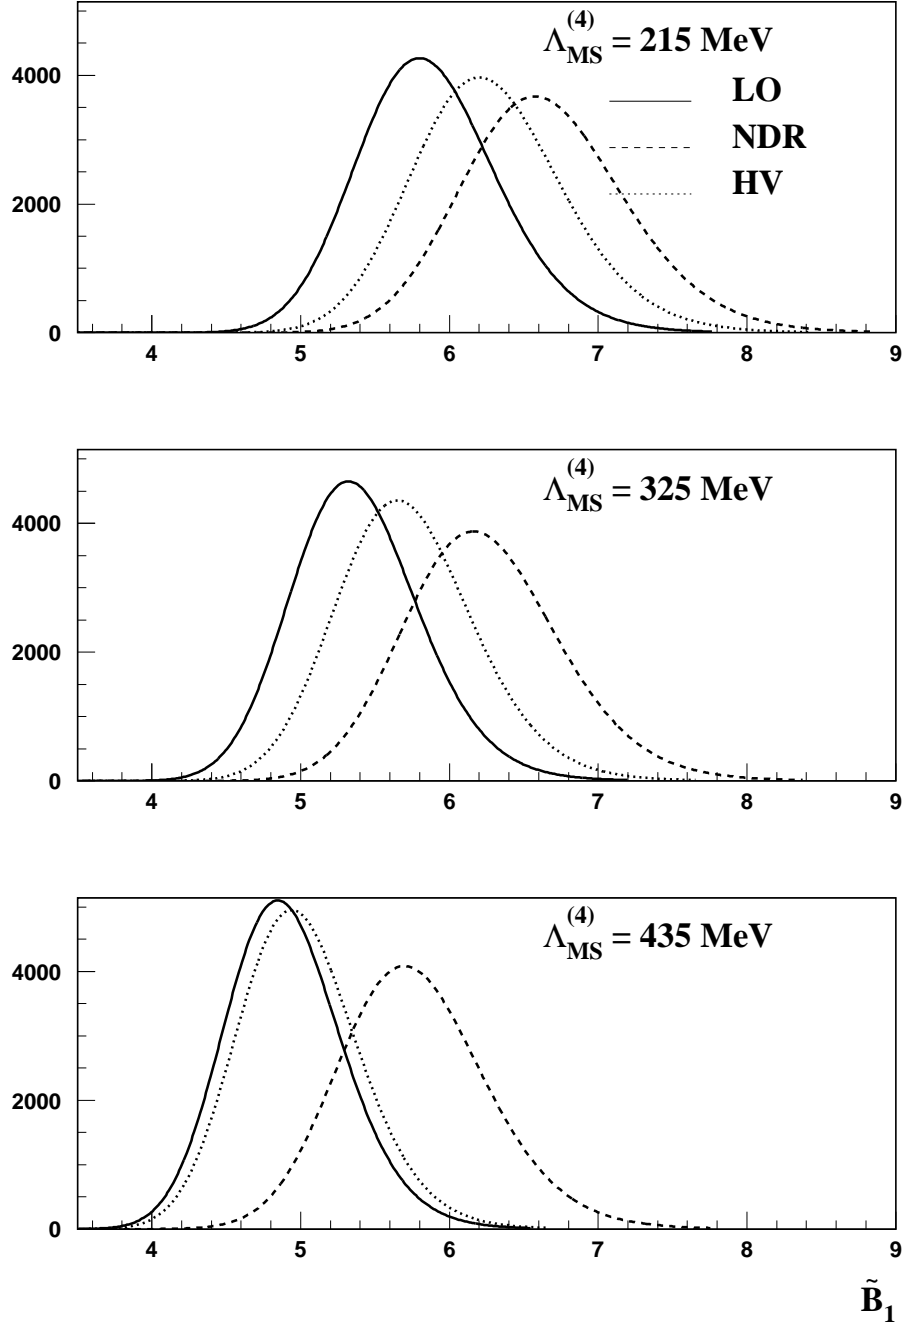 Λ_MS^(4) = 215 MeV
LO
NDR
HV
4000
2000
0
4 5 6 7 8 9
Λ_MS^(4) = 325 MeV
4000
2000
0
4 5 6 7 8 9
Λ_MS^(4) = 435 MeV
4000
2000
0
4 5 6 7 8 9
B̃_1